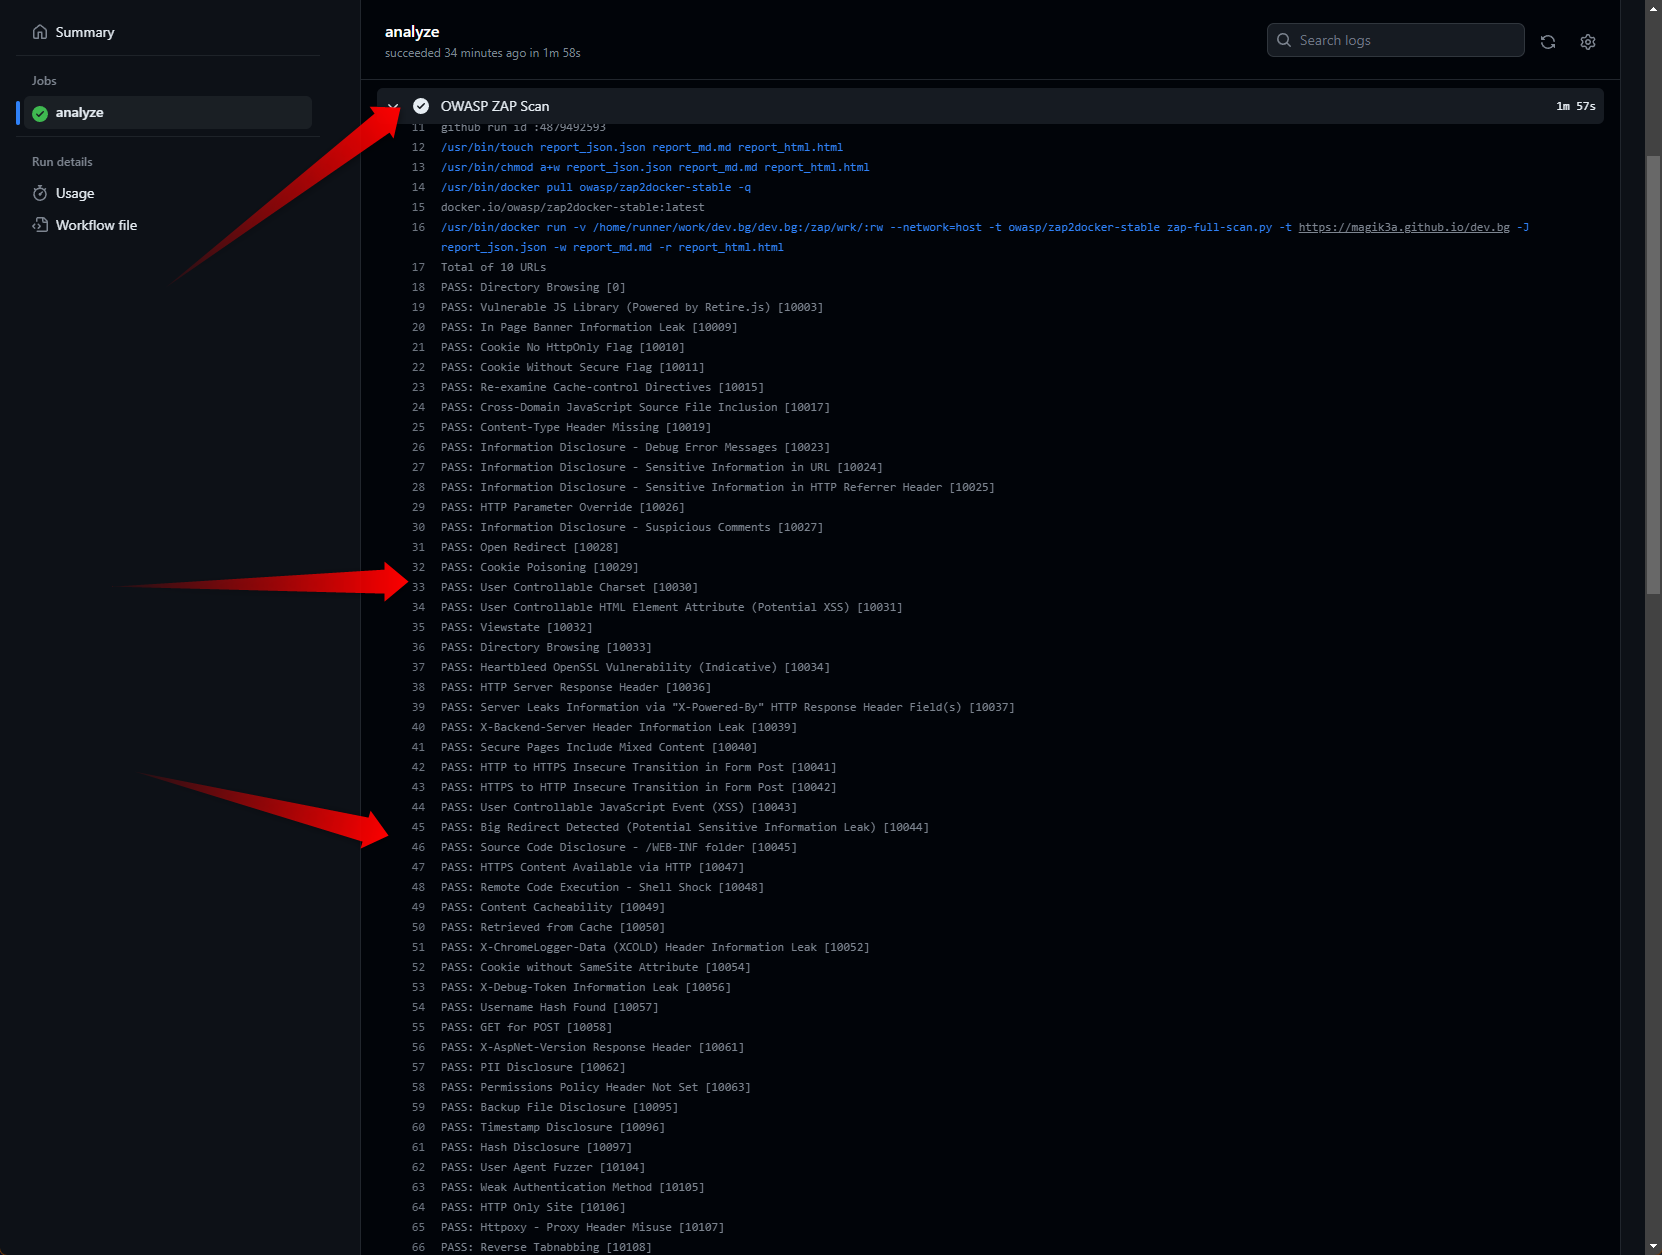 Summary
Jobs
analyze
Run details
Usage
Workflow file
analyze
succeeded 34 minutes ago in 1m 58s
Search logs
OWASP ZAP Scan
1m 57s
11 github run id :4879492593
12 /usr/bin/touch report_json.json report_md.md report_html.html
13 /usr/bin/chmod a+w report_json.json report_md.md report_html.html
14 /usr/bin/docker pull owasp/zap2docker-stable -q
15 docker.io/owasp/zap2docker-stable:latest
16 /usr/bin/docker run -v /home/runner/work/dev.bg/dev.bg:/zap/wrk/:rw --network=host -t owasp/zap2docker-stable zap-full-scan.py -t https://magik3a.github.io/dev.bg -J
report_json.json -w report_md.md -r report_html.html
17 Total of 10 URLs
18 PASS: Directory Browsing [0]
19 PASS: Vulnerable JS Library (Powered by Retire.js) [10003]
20 PASS: In Page Banner Information Leak [10009]
21 PASS: Cookie No HttpOnly Flag [10010]
22 PASS: Cookie Without Secure Flag [10011]
23 PASS: Re-examine Cache-control Directives [10015]
24 PASS: Cross-Domain JavaScript Source File Inclusion [10017]
25 PASS: Content-Type Header Missing [10019]
26 PASS: Information Disclosure - Debug Error Messages [10023]
27 PASS: Information Disclosure - Sensitive Information in URL [10024]
28 PASS: Information Disclosure - Sensitive Information in HTTP Referrer Header [10025]
29 PASS: HTTP Parameter Override [10026]
30 PASS: Information Disclosure - Suspicious Comments [10027]
31 PASS: Open Redirect [10028]
32 PASS: Cookie Poisoning [10029]
33 PASS: User Controllable Charset [10030]
34 PASS: User Controllable HTML Element Attribute (Potential XSS) [10031]
35 PASS: Viewstate [10032]
36 PASS: Directory Browsing [10033]
37 PASS: Heartbleed OpenSSL Vulnerability (Indicative) [10034]
38 PASS: HTTP Server Response Header [10036]
39 PASS: Server Leaks Information via "X-Powered-By" HTTP Response Header Field(s) [10037]
40 PASS: X-Backend-Server Header Information Leak [10039]
41 PASS: Secure Pages Include Mixed Content [10040]
42 PASS: HTTP to HTTPS Insecure Transition in Form Post [10041]
43 PASS: HTTPS to HTTP Insecure Transition in Form Post [10042]
44 PASS: User Controllable JavaScript Event (XSS) [10043]
45 PASS: Big Redirect Detected (Potential Sensitive Information Leak) [10044]
46 PASS: Source Code Disclosure - /WEB-INF folder [10045]
47 PASS: HTTPS Content Available via HTTP [10047]
48 PASS: Remote Code Execution - Shell Shock [10048]
49 PASS: Content Cacheability [10049]
50 PASS: Retrieved from Cache [10050]
51 PASS: X-ChromeLogger-Data (XCOLD) Header Information Leak [10052]
52 PASS: Cookie without SameSite Attribute [10054]
53 PASS: X-Debug-Token Information Leak [10056]
54 PASS: Username Hash Found [10057]
55 PASS: GET for POST [10058]
56 PASS: X-AspNet-Version Response Header [10061]
57 PASS: PII Disclosure [10062]
58 PASS: Permissions Policy Header Not Set [10063]
59 PASS: Backup File Disclosure [10095]
60 PASS: Timestamp Disclosure [10096]
61 PASS: Hash Disclosure [10097]
62 PASS: User Agent Fuzzer [10104]
63 PASS: Weak Authentication Method [10105]
64 PASS: HTTP Only Site [10106]
65 PASS: Httpoxy - Proxy Header Misuse [10107]
66 PASS: Reverse Tabnabbing [10108]